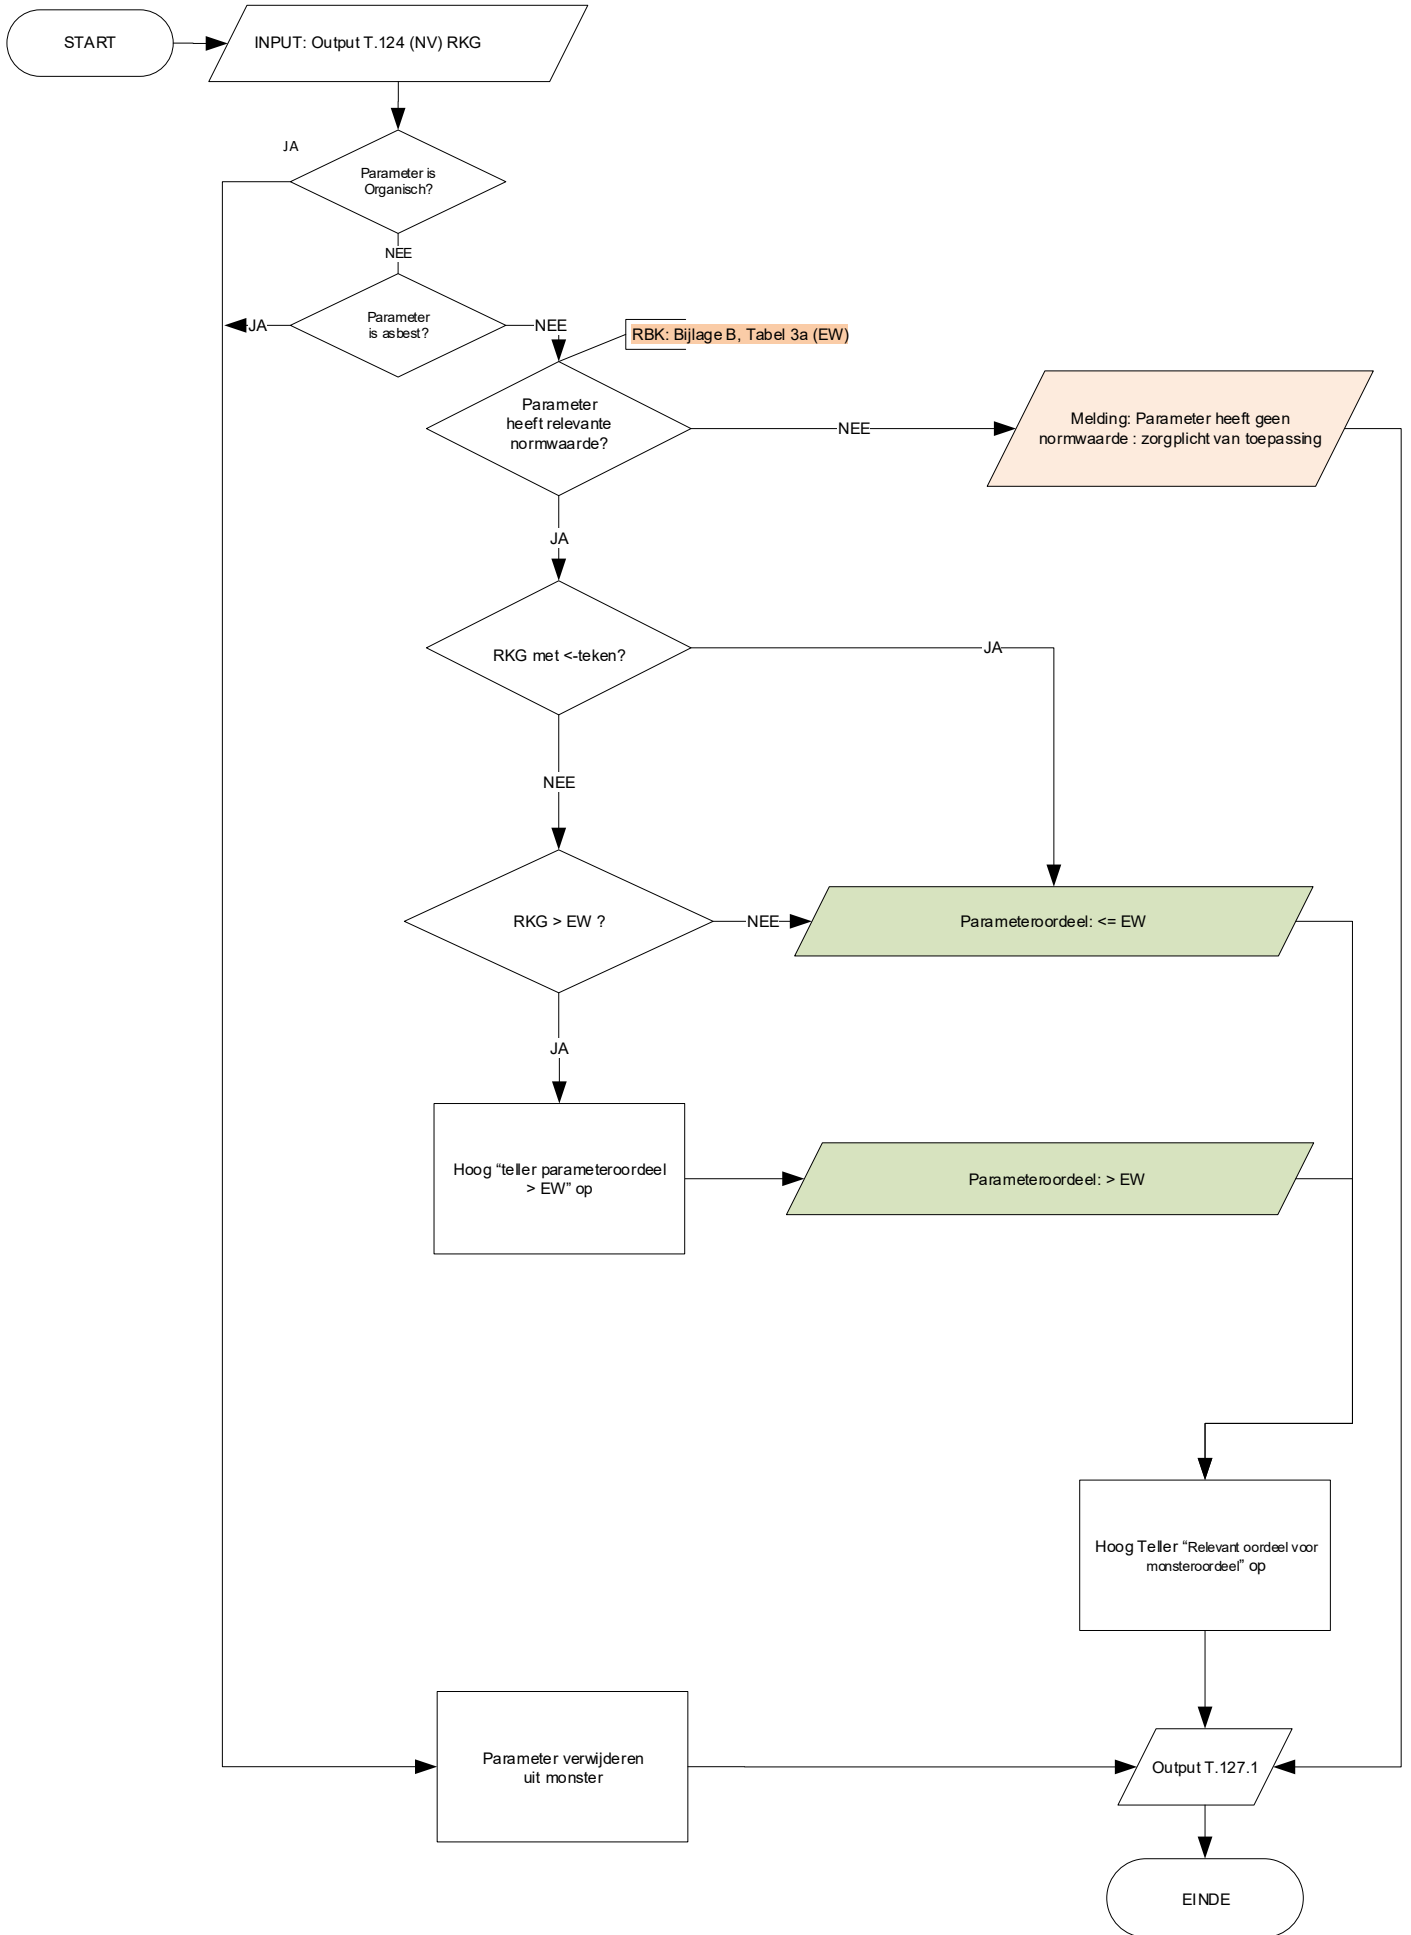 START
INPUT: Output T.124 (NV) RKG
JA
Parameter is
Organisch?
NEE
Parameter
is asbest?
JA
NEE
RBK: Bijlage B, Tabel 3a (EW)
Parameter
heeft relevante
normwaarde?
NEE
Melding: Parameter heeft geen
normwaarde : zorgplicht van toepassing
JA
RKG met <-teken?
JA
NEE
RKG > EW ?
NEE
Parameteroordeel: <= EW
JA
Hoog “teller parameteroordeel
> EW” op
Parameteroordeel: > EW
Hoog Teller “Relevant oordeel voor
monsteroordeel” op
Parameter verwijderen
uit monster
Output T.127.1
EINDE